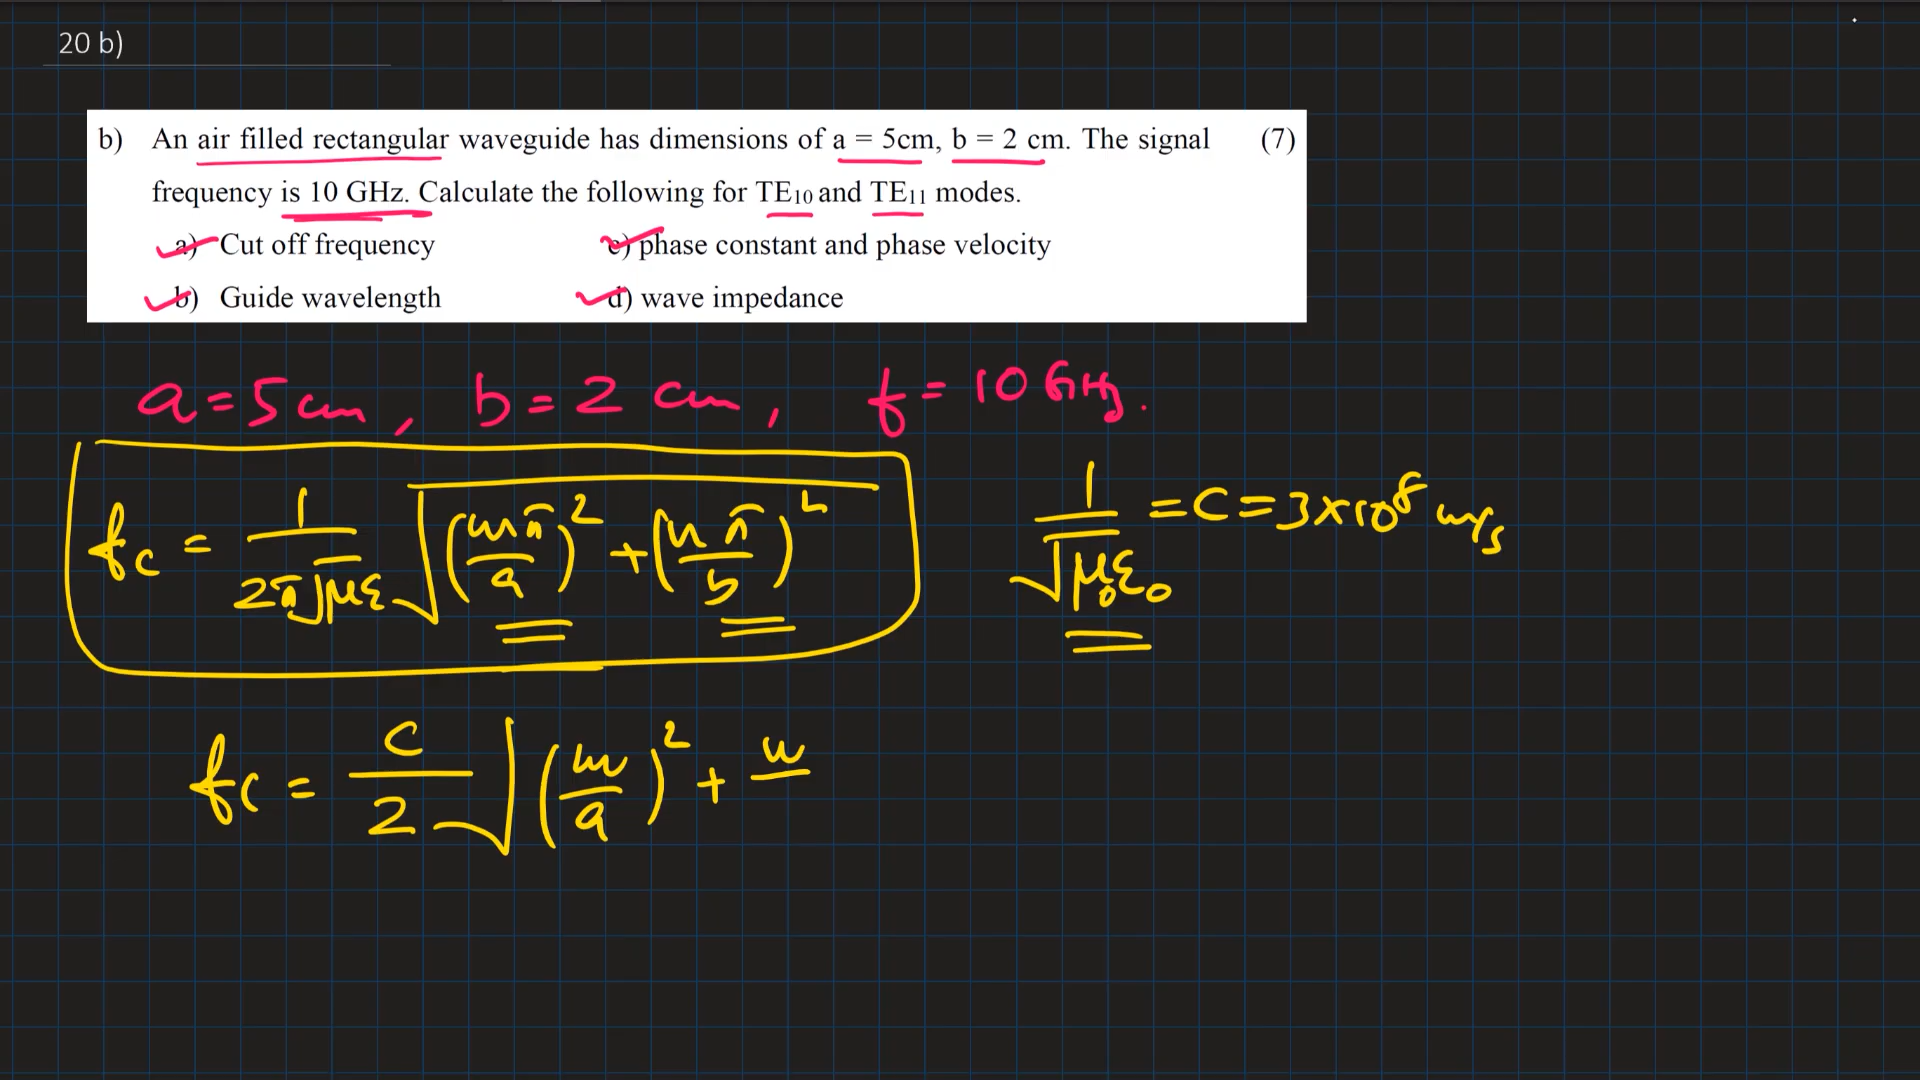 20 b)
b) An air filled rectangular waveguide has dimensions of a = 5cm, b = 2 cm. The signal (7)
frequency is 10 GHz. Calculate the following for TE₁₀ and TE₁₁ modes.
a) Cut off frequency c) phase constant and phase velocity
b) Guide wavelength d) wave impedance
a = 5 cm, b = 2 cm, f = 10 GHz.
fc = 1/(2π√με) √((mπ/a)² + (nπ/b)²) 1/√(μ₀ε₀) = C = 3×10⁸ m/s
fc = C/2 √((m/a)² + n